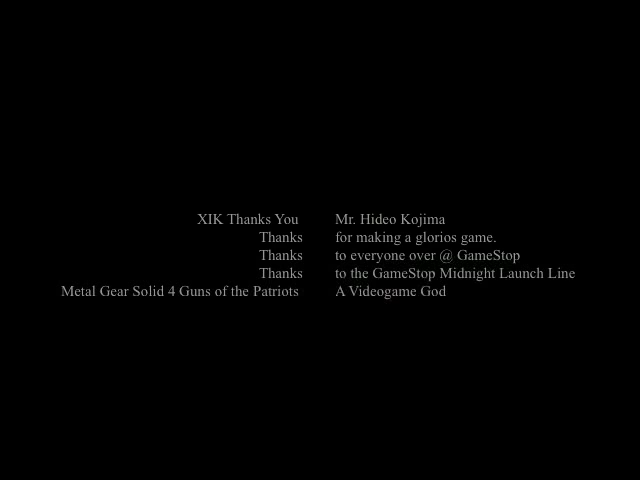 XIK Thanks You Mr. Hideo Kojima
Thanks for making a glorios game.
Thanks to everyone over @ GameStop
Thanks to the GameStop Midnight Launch Line
Metal Gear Solid 4 Guns of the Patriots A Videogame God